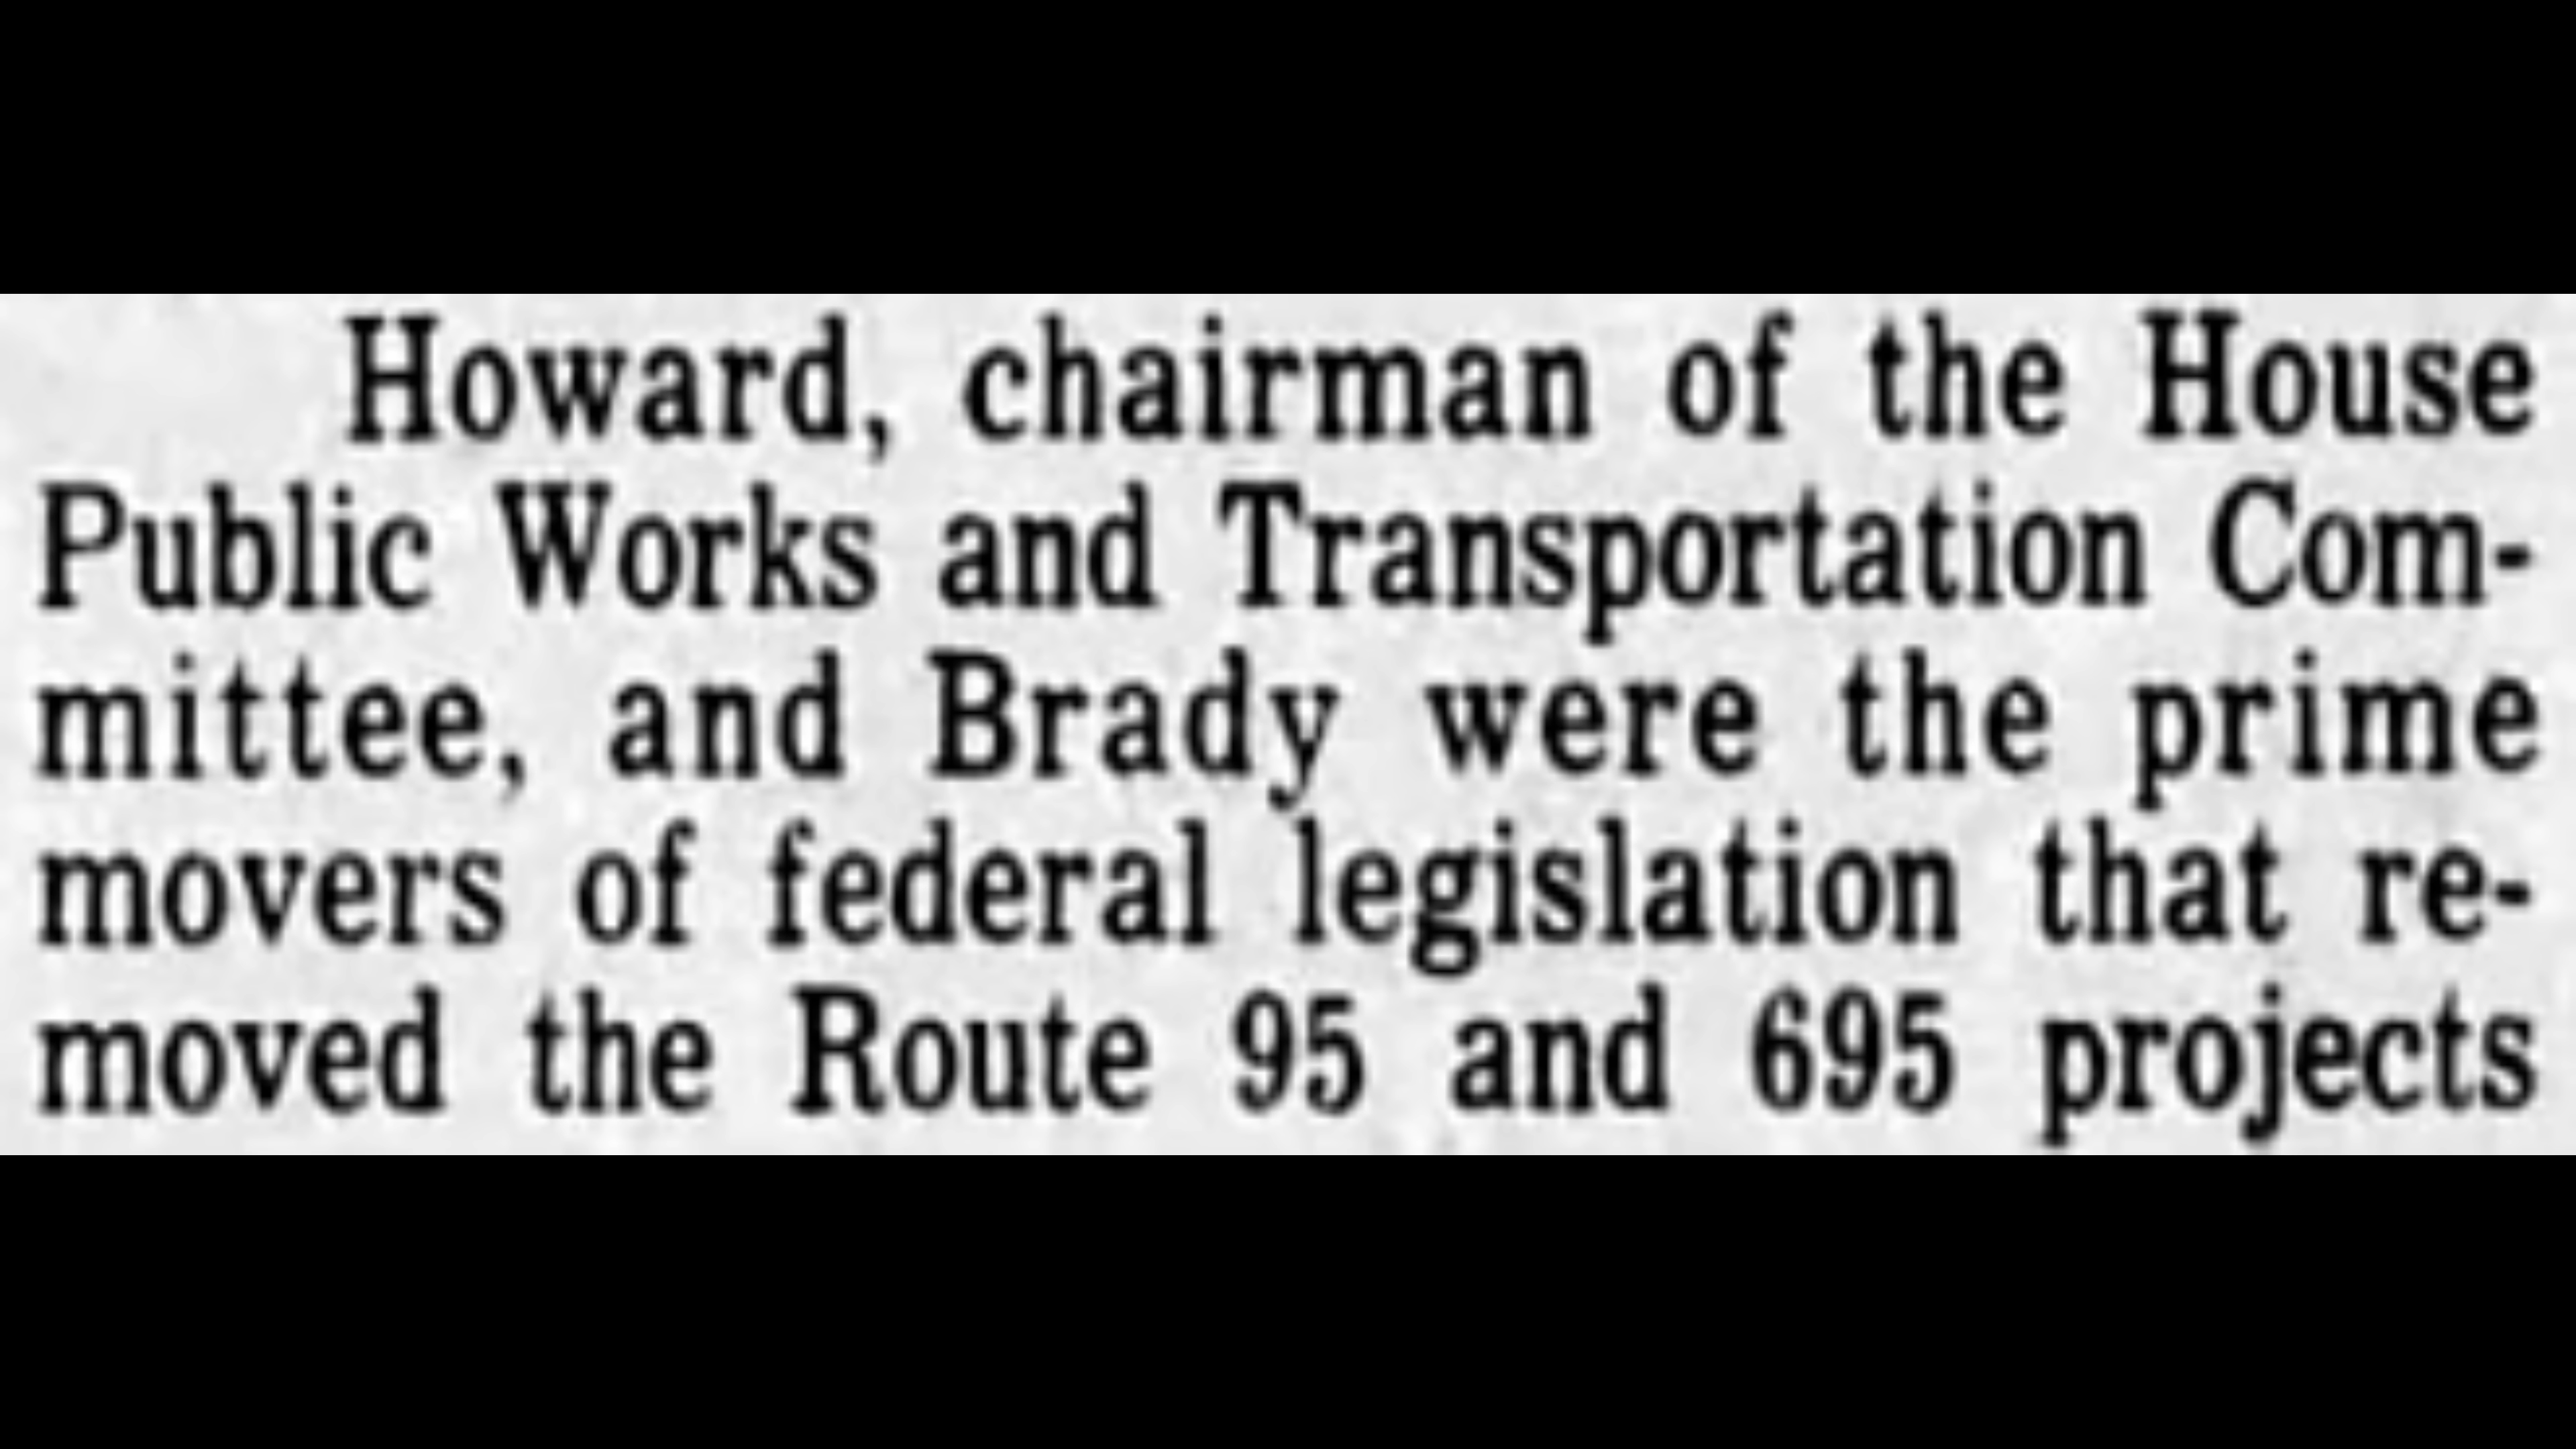 Howard, chairman of the House
Public Works and Transportation Com-
mittee, and Brady were the prime
movers of federal legislation that re-
moved the Route 95 and 695 projects